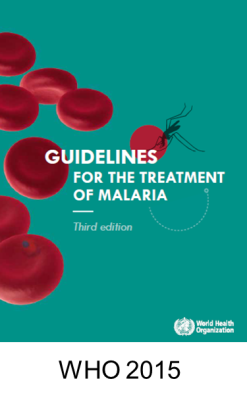 GUIDELINES
FOR THE TREATMENT
OF MALARIA
Third edition
World Health
Organization
WHO 2015